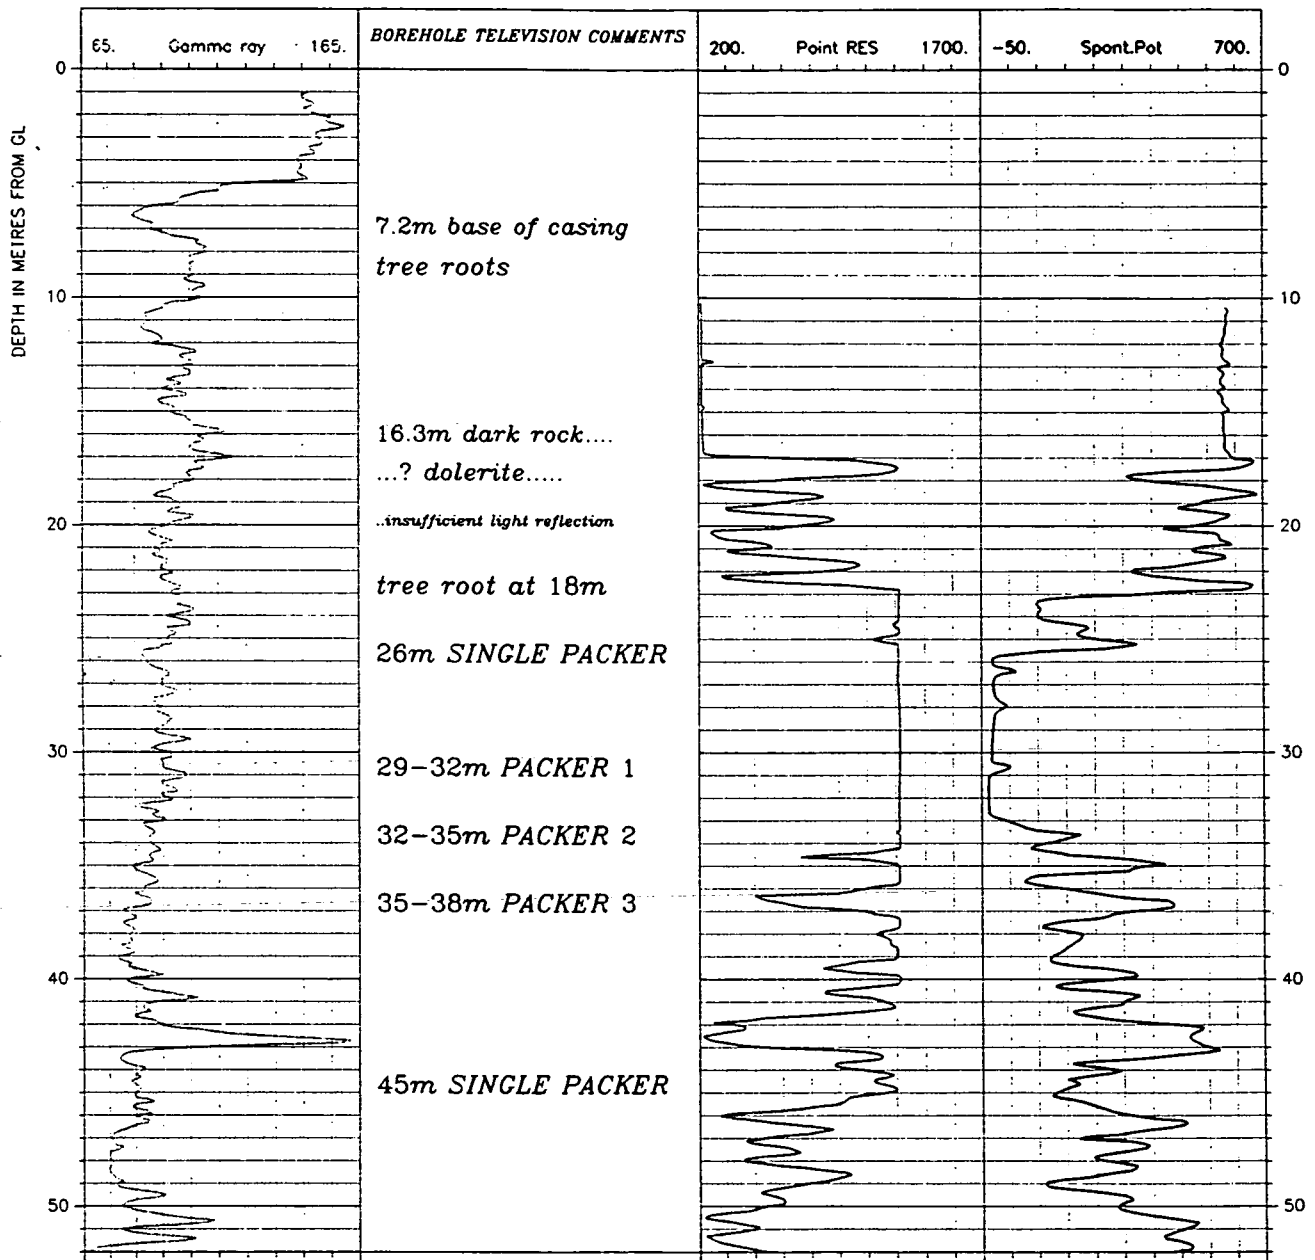 BOREHOLE TELEVISION COMMENTS
65. Gamma ray 165.
200. Point RES 1700.
-50. Spont.Pot 700.
0 0
DEPTH IN METRES FROM GL
7.2m base of casing
tree roots
10 10
16.3m dark rock....
...? dolerite.....
..insufficient light reflection
20 20
tree root at 18m
26m SINGLE PACKER
30 30
29-32m PACKER 1
32-35m PACKER 2
35-38m PACKER 3
40 40
45m SINGLE PACKER
50 50